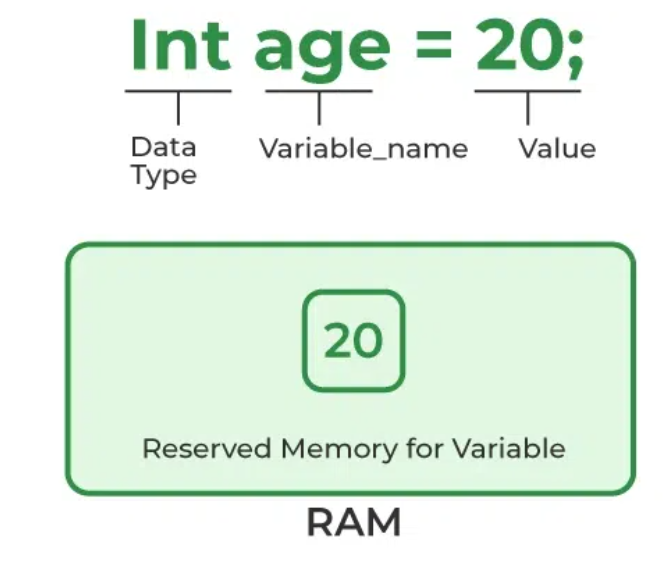 Int age = 20;
Data Variable_name Value
Type
20
Reserved Memory for Variable
RAM